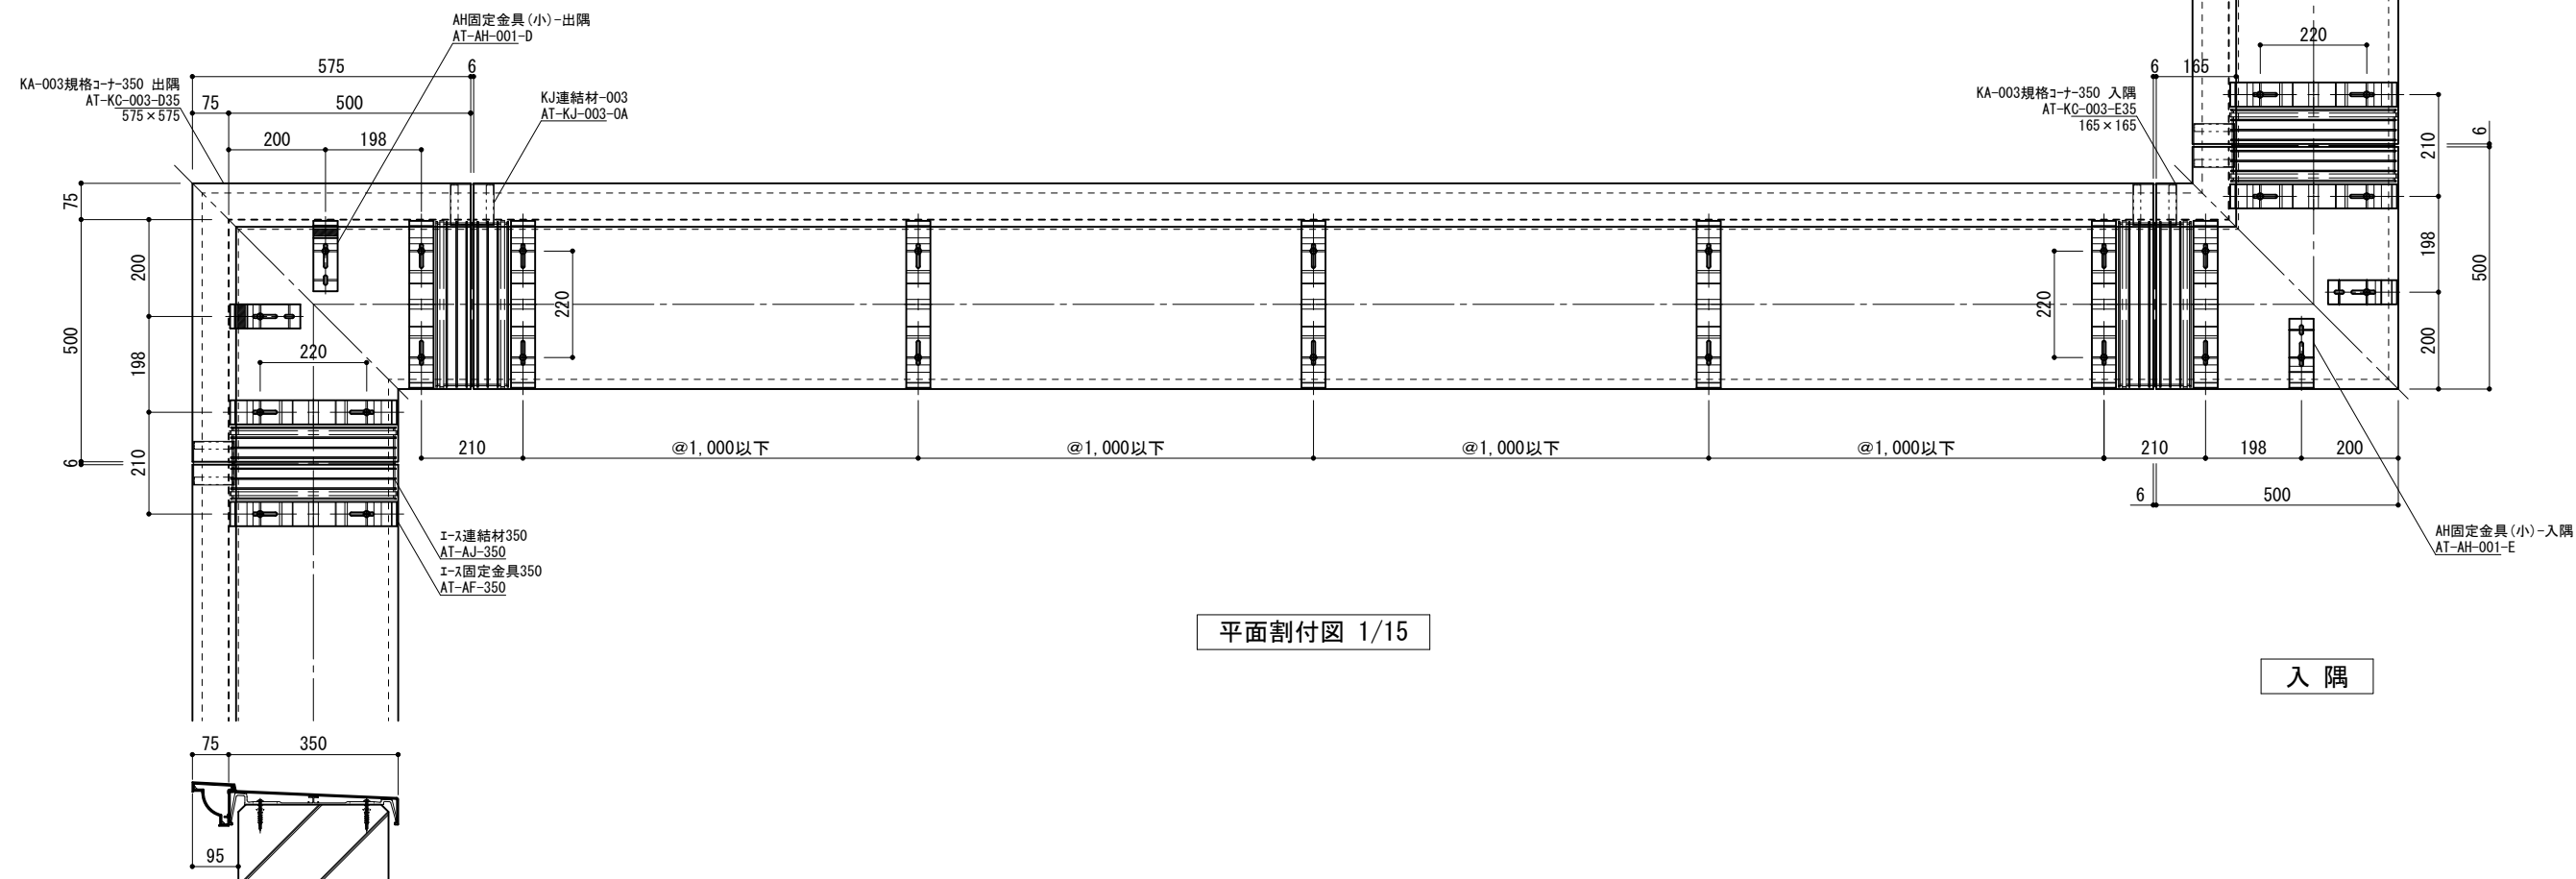 AH固定金具(小)-出隅
AT-AH-001-D
KA-003規格ｺｰﾅｰ350 出隅
AT-KC-003-D35
575×575
575
6
75
500
200
198
KJ連結材-003
AT-KJ-003-OA
KA-003規格ｺｰﾅｰ350 入隅
AT-KC-003-E35
165×165
6
165
220
210
6
198
500
200
75
500
6
200
198
210
220
220
220
210
@1,000以下
@1,000以下
@1,000以下
@1,000以下
210
198
200
6
500
ｴｰｽ連結材350
AT-AJ-350
ｴｰｽ固定金具350
AT-AF-350
AH固定金具(小)-入隅
AT-AH-001-E
平面割付図 1/15
入 隅
75
350
95